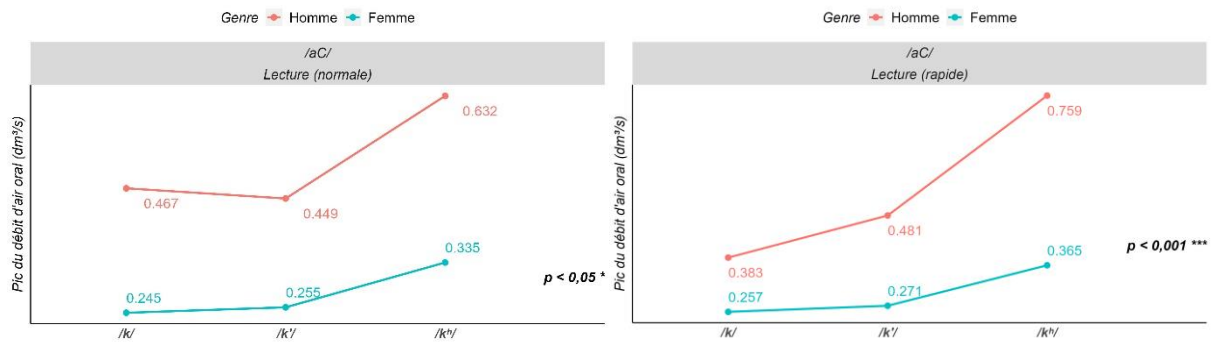 Genre Homme Femme
/aC/
Lecture (normale)
Pic du débit d'air oral (dm³/s)
0.632
0.467
0.449
0.335
0.245
0.255
p < 0,05 *
/k/ /k'/ /kʰ/
Genre Homme Femme
/aC/
Lecture (rapide)
Pic du débit d'air oral (dm³/s)
0.759
0.481
0.383
0.365
0.257
0.271
p < 0,001 ***
/k/ /k'/ /kʰ/